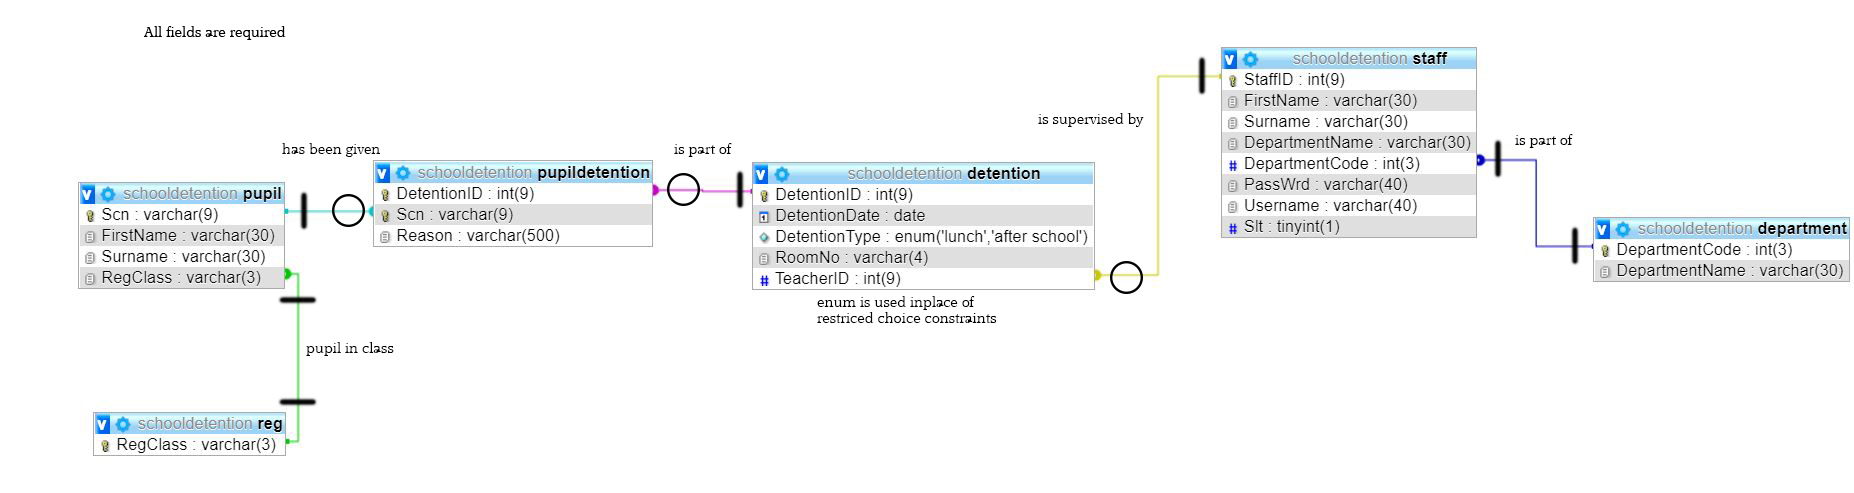 All fields are required
schooldetention staff
StaffID : int(9)
FirstName : varchar(30)
Surname : varchar(30)
DepartmentName : varchar(30)
DepartmentCode : int(3)
PassWrd : varchar(40)
Username : varchar(40)
Slt : tinyint(1)
is supervised by
is part of
has been given
is part of
schooldetention pupildetention
DetentionID : int(9)
Scn : varchar(9)
Reason : varchar(500)
schooldetention detention
DetentionID : int(9)
DetentionDate : date
DetentionType : enum('lunch','after school')
RoomNo : varchar(4)
TeacherID : int(9)
enum is used inplace of
restriced choice constraints
schooldetention pupil
Scn : varchar(9)
FirstName : varchar(30)
Surname : varchar(30)
RegClass : varchar(3)
schooldetention department
DepartmentCode : int(3)
DepartmentName : varchar(30)
pupil in class
schooldetention reg
RegClass : varchar(3)